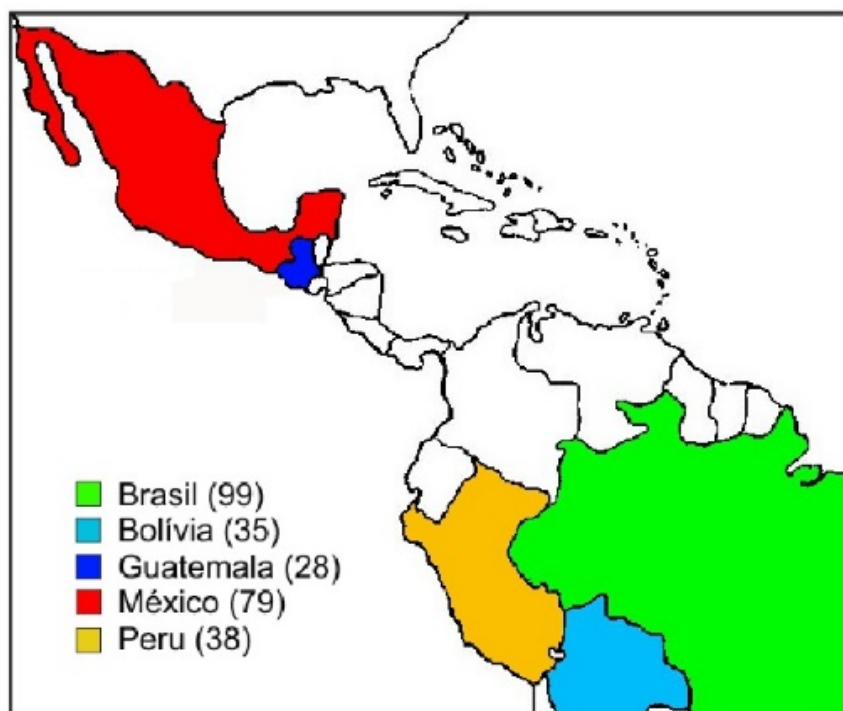 Brasil (99)
Bolívia (35)
Guatemala (28)
México (79)
Peru (38)